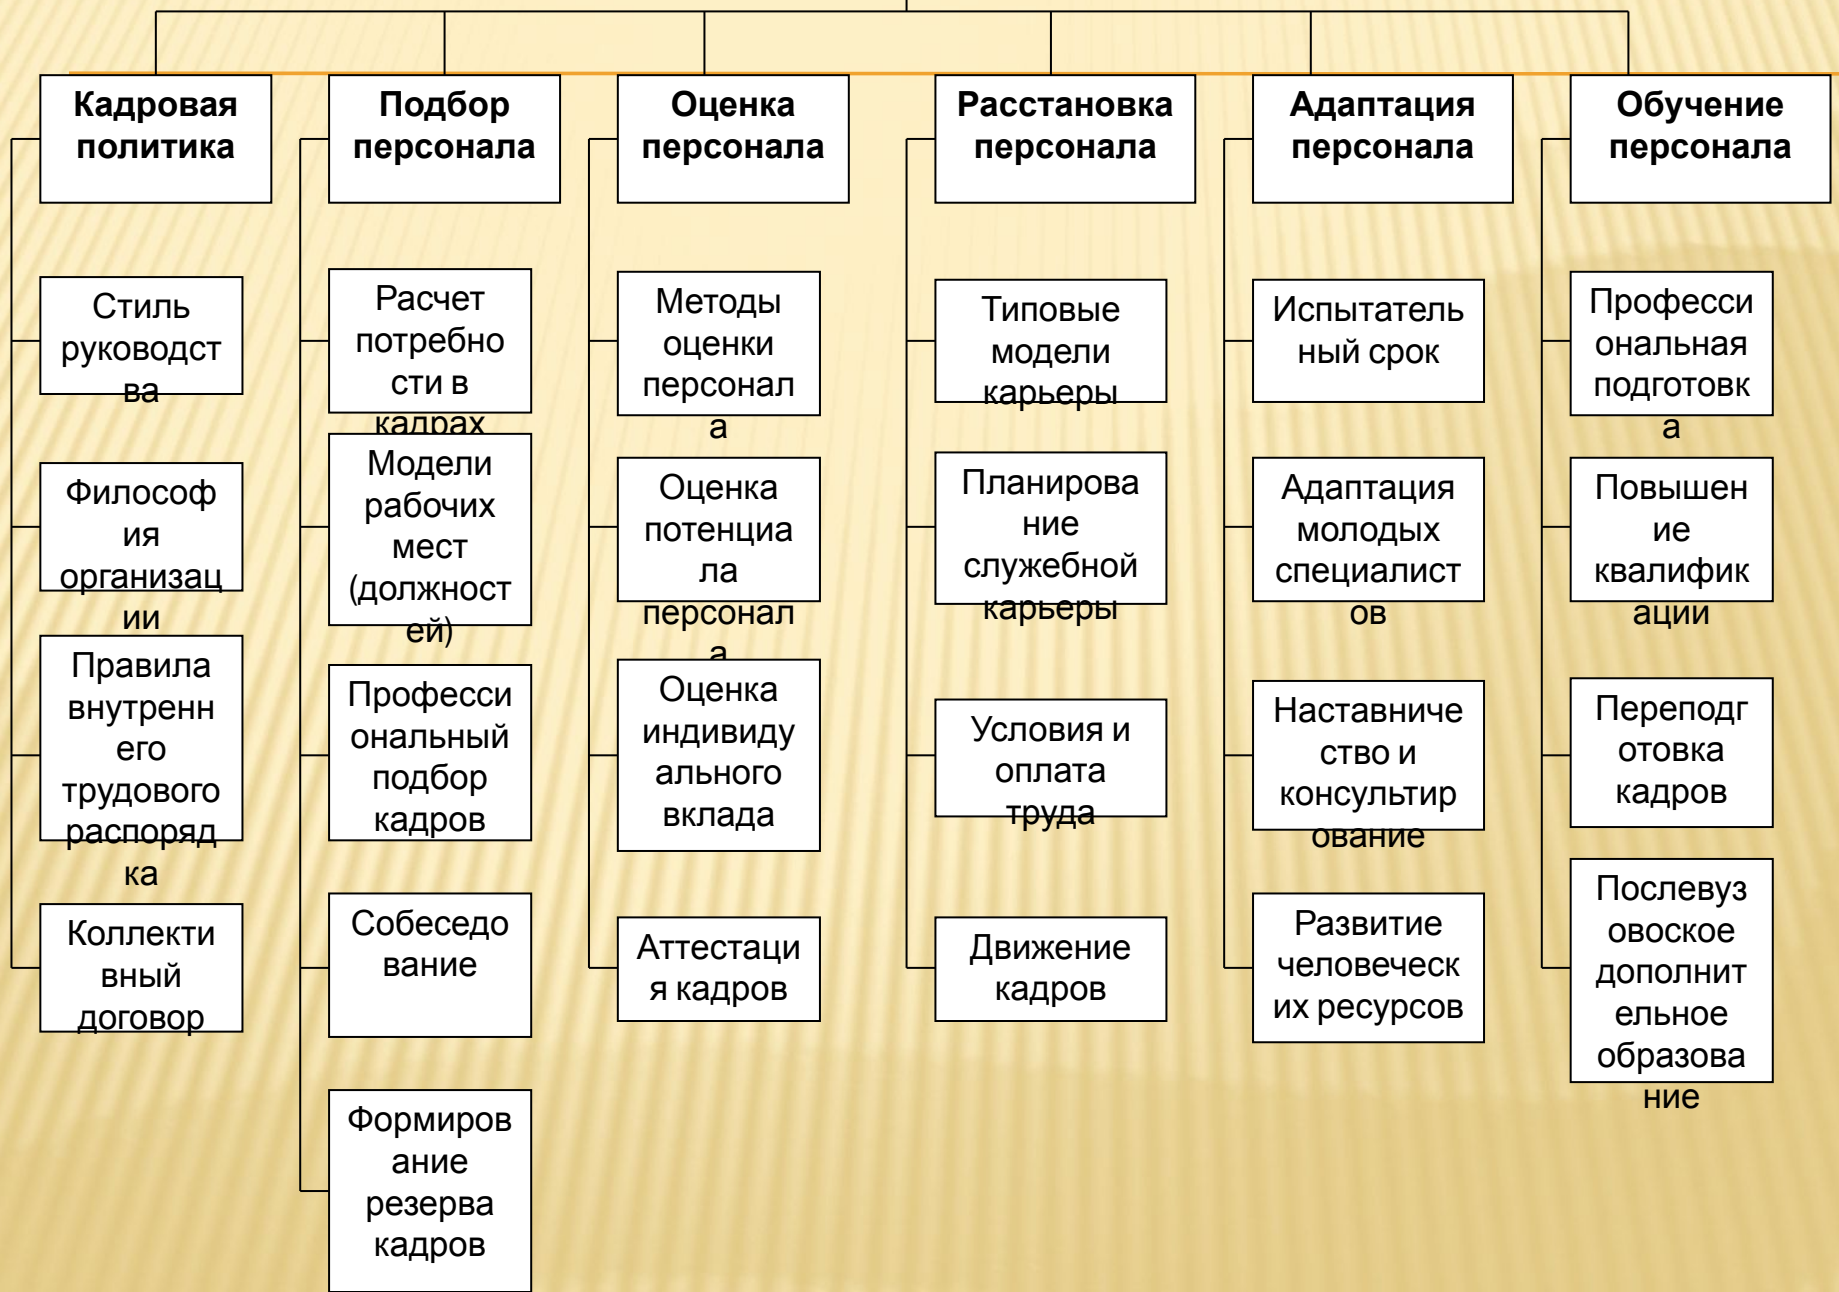 Кадровая
политика
Стиль
руководст
ва
Философ
ия
организац
ии
Правила
внутренн
его
трудового
распоряд
ка
Коллекти
вный
договор
Подбор
персонала
Расчет
потребно
сти в
кадрах
Модели
рабочих
мест
(должност
ей)
Професси
ональный
подбор
кадров
Собеседо
вание
Формиров
ание
резерва
кадров
Оценка
персонала
Методы
оценки
персонал
а
Оценка
потенциа
ла
персонал
а
Оценка
индивиду
ального
вклада
Аттестаци
я кадров
Расстановка
персонала
Типовые
модели
карьеры
Планирова
ние
служебной
карьеры
Условия и
оплата
труда
Движение
кадров
Адаптация
персонала
Испытатель
ный срок
Адаптация
молодых
специалист
ов
Наставниче
ство и
консультир
ование
Развитие
человеческ
их ресурсов
Обучение
персонала
Професси
ональная
подготовк
а
Повышен
ие
квалифик
ации
Переподг
отовка
кадров
Послевуз
овоское
дополнит
ельное
образова
ние